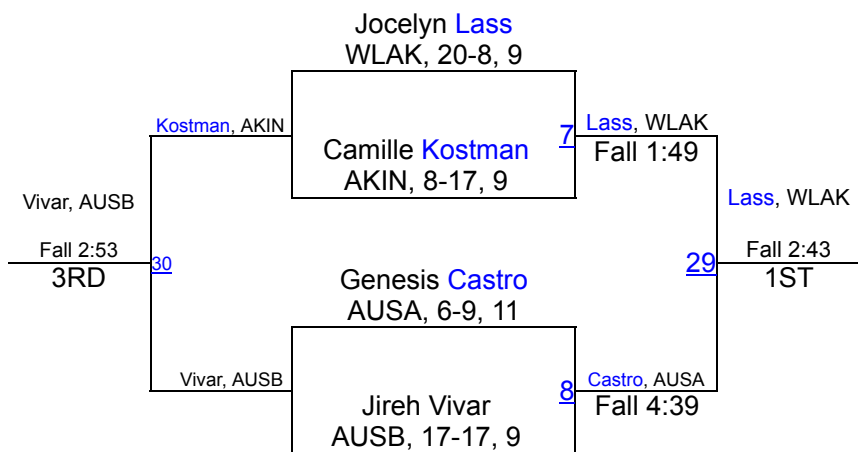 Jocelyn Lass
WLAK, 20-8, 9
Kostman, AKIN
7
Lass, WLAK
Camille Kostman
Fall 1:49
AKIN, 8-17, 9
Vivar, AUSB
Lass, WLAK
Fall 2:53
30
3RD
29
Fall 2:43
1ST
Genesis Castro
AUSA, 6-9, 11
Vivar, AUSB
8
Castro, AUSA
Jireh Vivar
Fall 4:39
AUSB, 17-17, 9